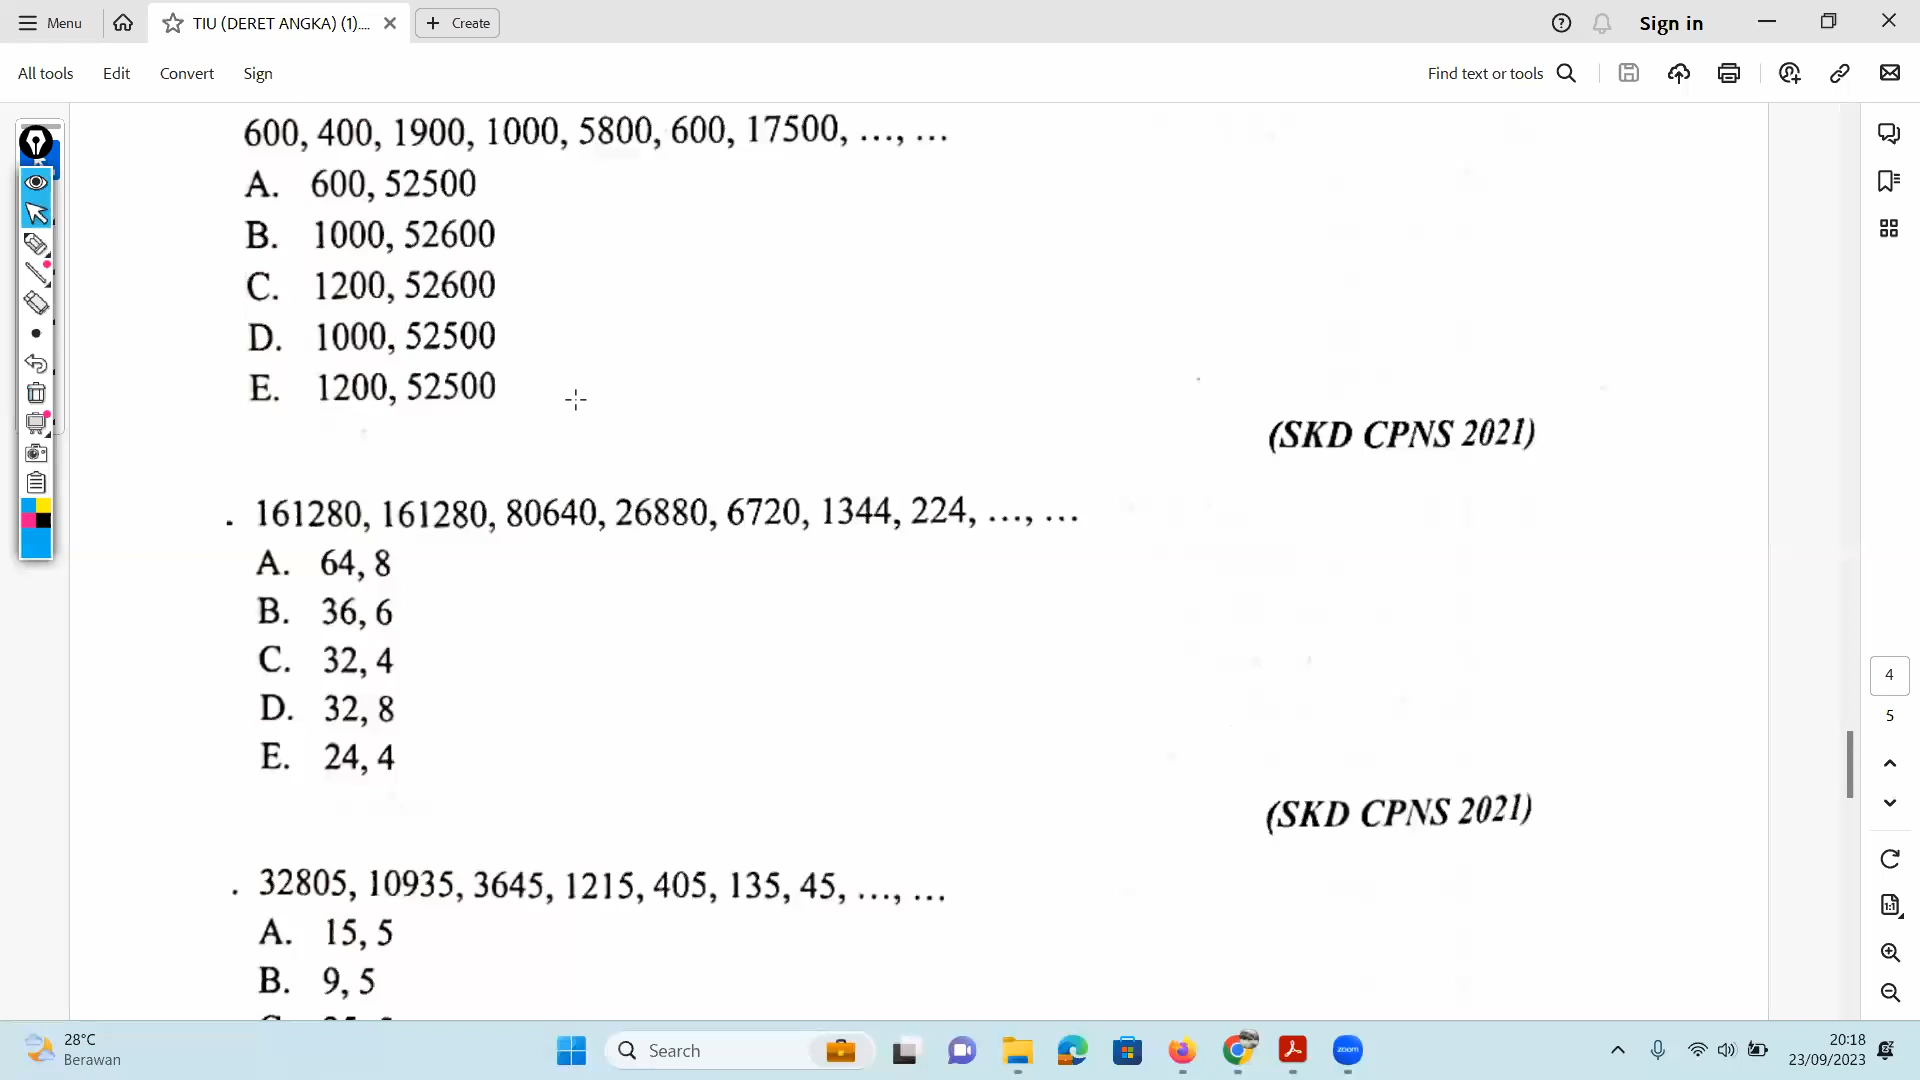 Menu TIU (DERET ANGKA) (1).... Create Sign in
All tools Edit Convert Sign Find text or tools
600, 400, 1900, 1000, 5800, 600, 17500, ..., ...
A. 600, 52500
B. 1000, 52600
C. 1200, 52600
D. 1000, 52500
E. 1200, 52500
(SKD CPNS 2021)
. 161280, 161280, 80640, 26880, 6720, 1344, 224, ..., ...
A. 64, 8
B. 36, 6
C. 32, 4
D. 32, 8
E. 24, 4
(SKD CPNS 2021)
. 32805, 10935, 3645, 1215, 405, 135, 45, ..., ...
A. 15, 5
B. 9, 5
4
5
1:1
28°C
Berawan
Search
zoom
20:18
23/09/2023